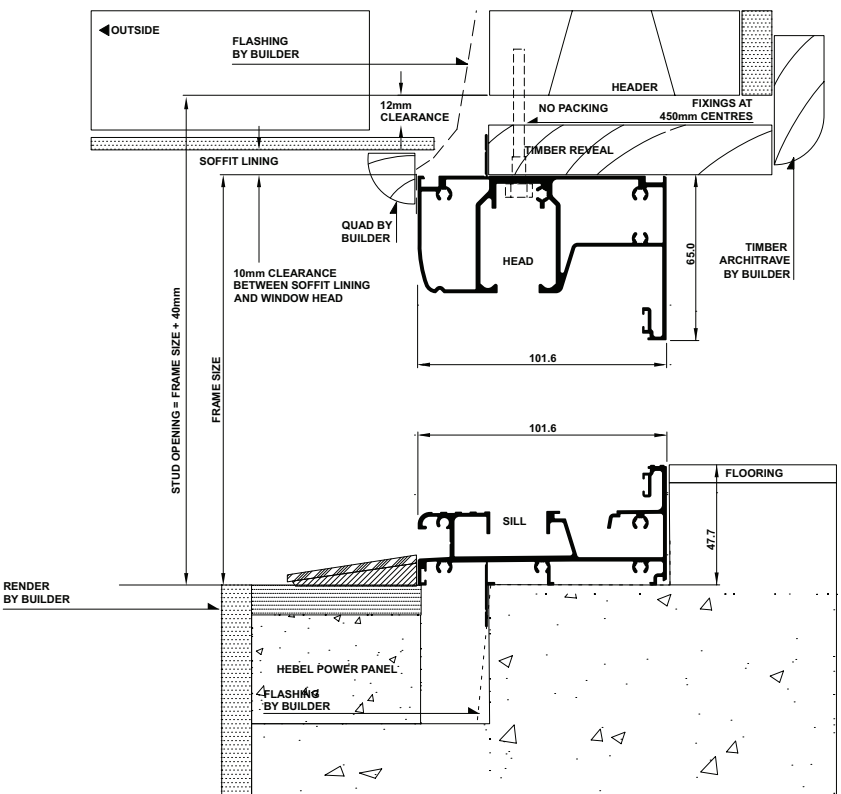 OUTSIDE
FLASHING
BY BUILDER
HEADER
12mm
CLEARANCE
NO PACKING
FIXINGS AT
450mm CENTRES
SOFFIT LINING
TIMBER REVEAL
QUAD BY
BUILDER
HEAD
65.0
TIMBER
ARCHITRAVE
BY BUILDER
10mm CLEARANCE
BETWEEN SOFFIT LINING
AND WINDOW HEAD
STUD OPENING = FRAME SIZE + 40mm
FRAME SIZE
101.6
101.6
FLOORING
SILL
47.7
RENDER
BY BUILDER
HEBEL POWER PANEL
FLASHING
BY BUILDER